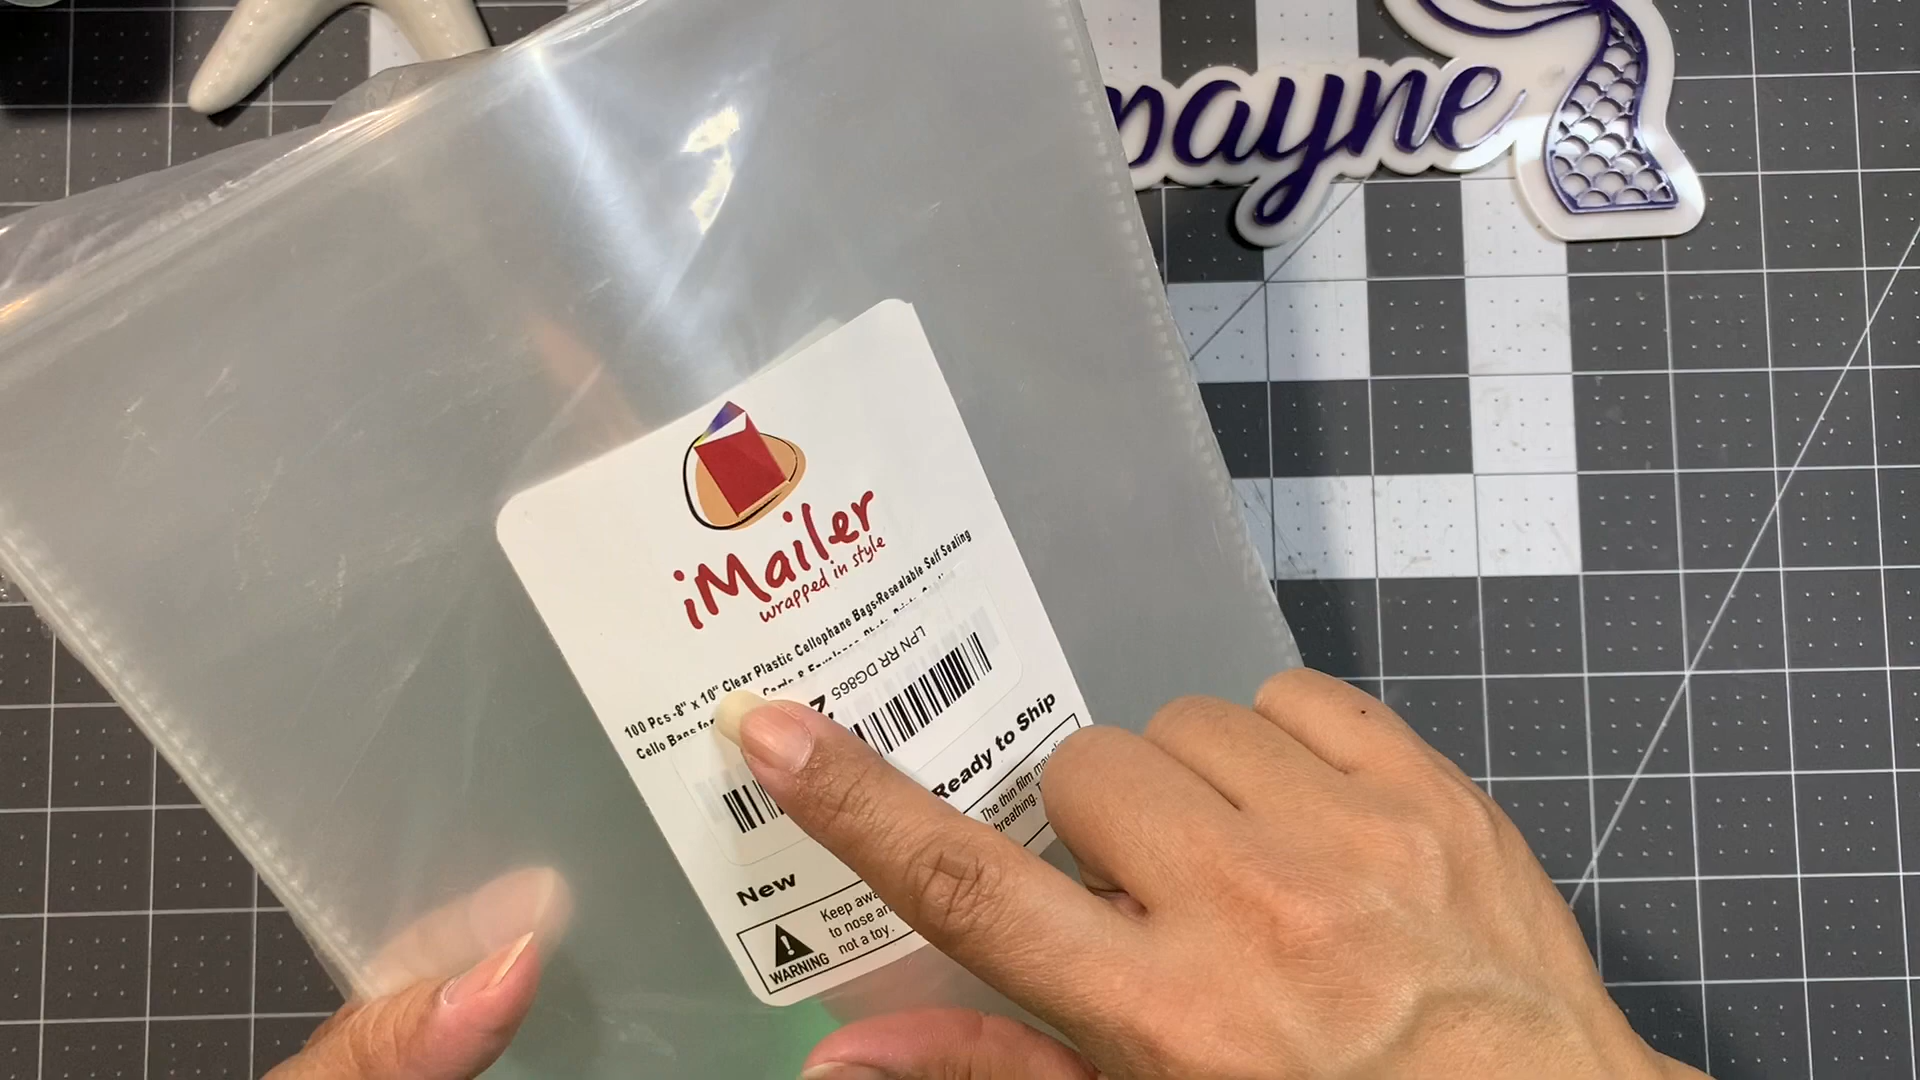 payne
iMailer
wrapped in style
100 Pcs-8" x 10" Clear Plastic Cellophane Bags-Resealable Self Sealing
Cello Bags for Cards & Envelopes
LPN RR DG865
New
Ready to Ship
WARNING
Keep awa
to nose an
not a toy.
The thin film may
breathing.